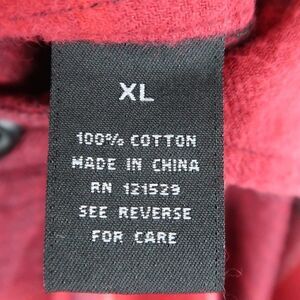 XL
100% COTTON
MADE IN CHINA
RN 121529
SEE REVERSE
FOR CARE